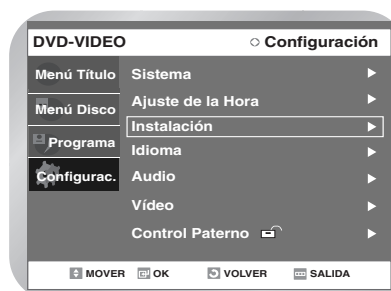 DVD-VIDEO Configuración
Menú Título
Menú Disco
Programa
Configurac.
Sistema
Ajuste de la Hora
Instalación
Idioma
Audio
Vídeo
Control Paterno
MOVER OK VOLVER SALIDA